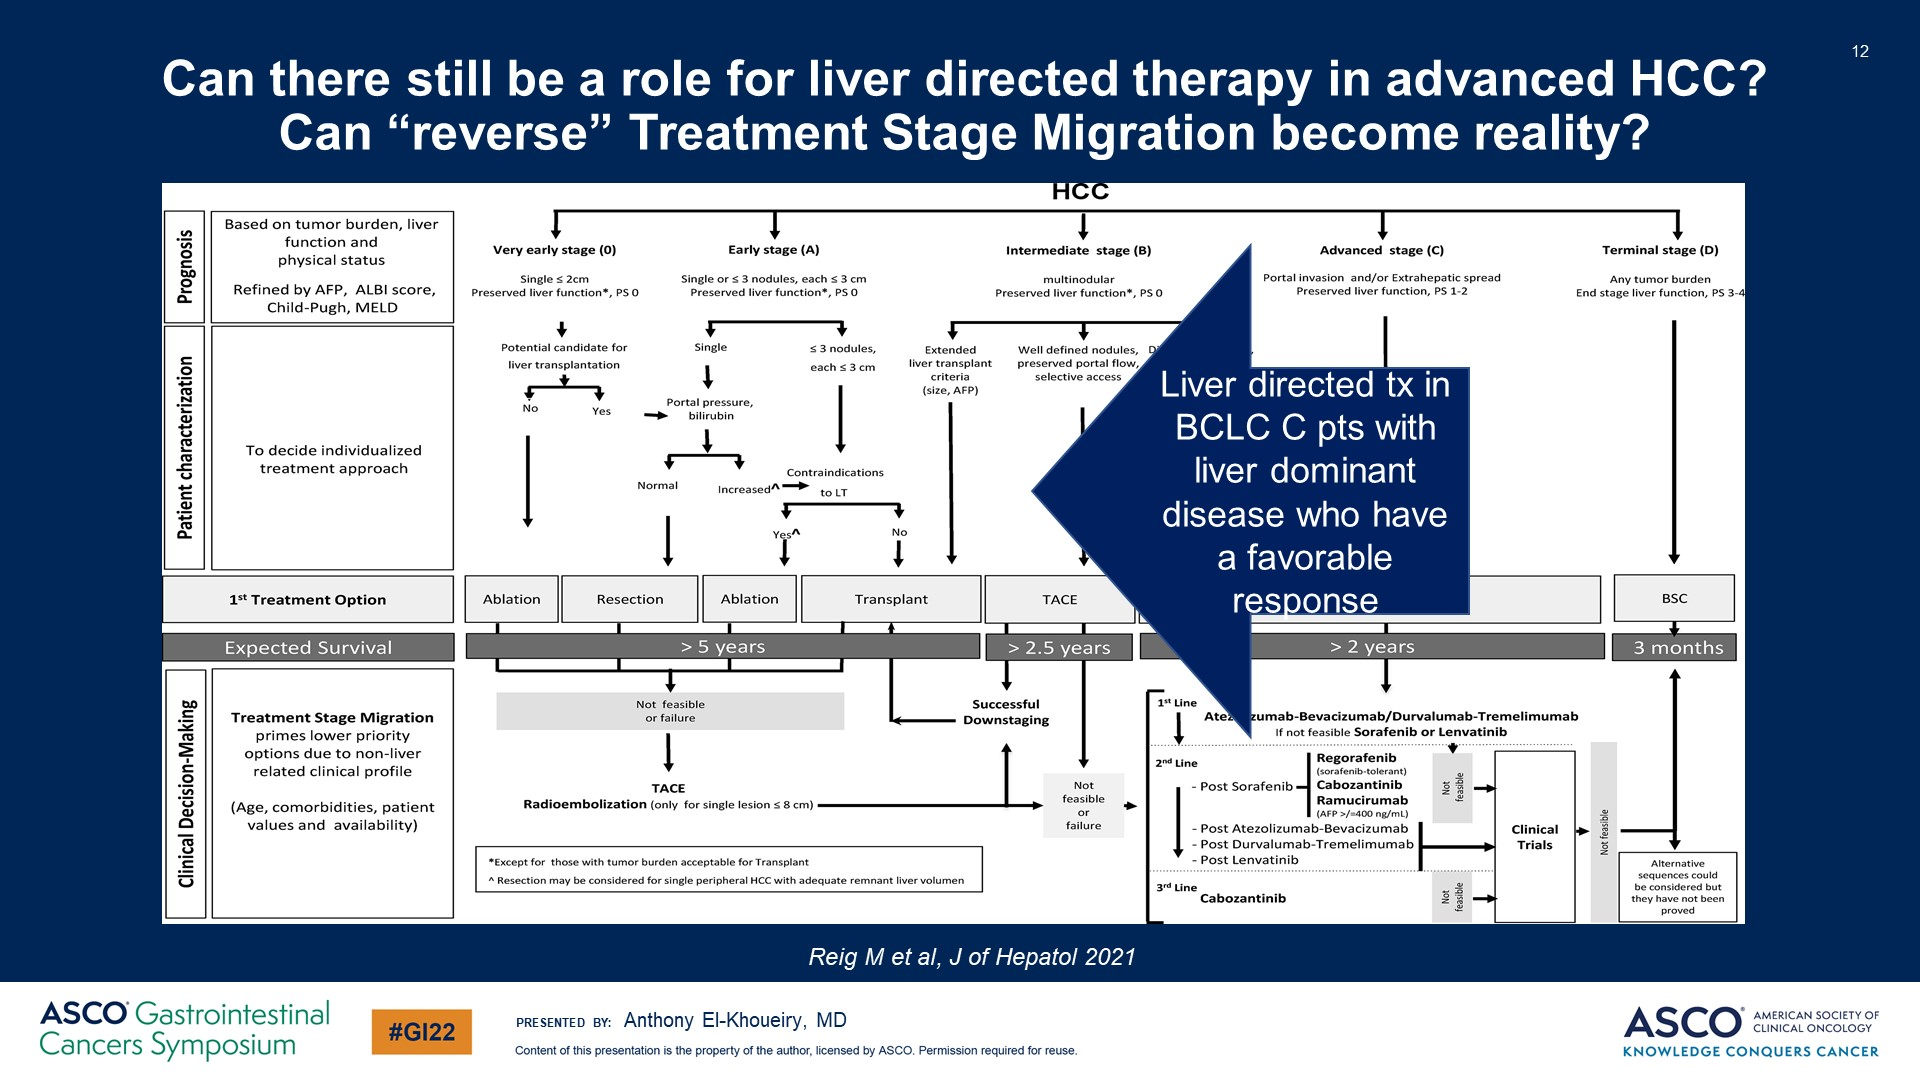 12
Can there still be a role for liver directed therapy in advanced HCC?
Can “reverse” Treatment Stage Migration become reality?
HCC
Prognosis
Based on tumor burden, liver
function and
physical status
Refined by AFP, ALBI score,
Child-Pugh, MELD
Very early stage (0)
Single ≤ 2cm
Preserved liver function*, PS 0
Early stage (A)
Single or ≤ 3 nodules, each ≤ 3 cm
Preserved liver function*, PS 0
Intermediate stage (B)
multinodular
Preserved liver function*, PS 0
Advanced stage (C)
Portal invasion and/or Extrahepatic spread
Preserved liver function, PS 1-2
Terminal stage (D)
Any tumor burden
End stage liver function, PS 3-4
Patient characterization
To decide individualized
treatment approach
Potential candidate for
liver transplantation
No
Yes
Single
≤ 3 nodules,
each ≤ 3 cm
Portal pressure,
bilirubin
Normal
Increased^
Contraindications
to LT
Yes^
No
Extended
liver transplant
criteria
(size, AFP)
Well defined nodules,
preserved portal flow,
selective access
Liver directed tx in
BCLC C pts with
liver dominant
disease who have
a favorable
response
1st Treatment Option
Ablation
Resection
Ablation
Transplant
TACE
BSC
Expected Survival
> 5 years
> 2.5 years
> 2 years
3 months
Clinical Decision-Making
Treatment Stage Migration
primes lower priority
options due to non-liver
related clinical profile
(Age, comorbidities, patient
values and availability)
Not feasible
or failure
TACE
Radioembolization (only for single lesion ≤ 8 cm)
Successful
Downstaging
Not
feasible
or
failure
*Except for those with tumor burden acceptable for Transplant
^ Resection may be considered for single peripheral HCC with adequate remnant liver volumen
1st Line
-Bevacizumab/Durvalumab-Tremelimumab
If not feasible Sorafenib or Lenvatinib
2nd Line
- Post Sorafenib
Regorafenib
(sorafenib-tolerant)
Cabozantinib
Ramucirumab
(AFP >/=400 ng/mL)
Not
feasible
- Post Atezolizumab-Bevacizumab
- Post Durvalumab-Tremelimumab
- Post Lenvatinib
3rd Line
Cabozantinib
Not
feasible
Clinical
Trials
Not feasible
Alternative
sequences could
be considered but
they have not been
proved
Reig M et al, J of Hepatol 2021
ASCO Gastrointestinal
Cancers Symposium
#GI22
PRESENTED BY: Anthony El-Khoueiry, MD
Content of this presentation is the property of the author, licensed by ASCO. Permission required for reuse.
ASCO AMERICAN SOCIETY OF
CLINICAL ONCOLOGY
KNOWLEDGE CONQUERS CANCER